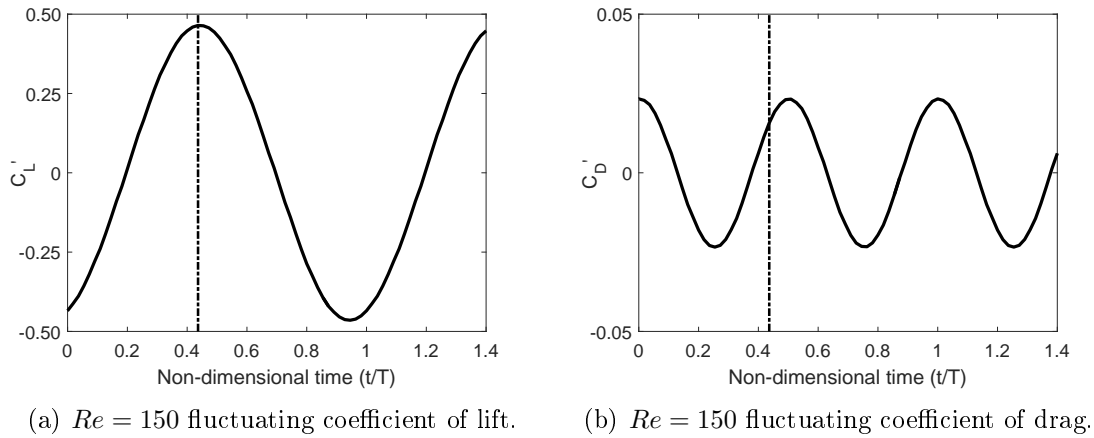 0.50
0.25
0
-0.25
-0.50
C_L'
0 0.2 0.4 0.6 0.8 1 1.2 1.4
Non-dimensional time (t/T)
(a) Re = 150 fluctuating coefficient of lift.
0.05
0
-0.05
C_D'
0 0.2 0.4 0.6 0.8 1 1.2 1.4
Non-dimensional time (t/T)
(b) Re = 150 fluctuating coefficient of drag.